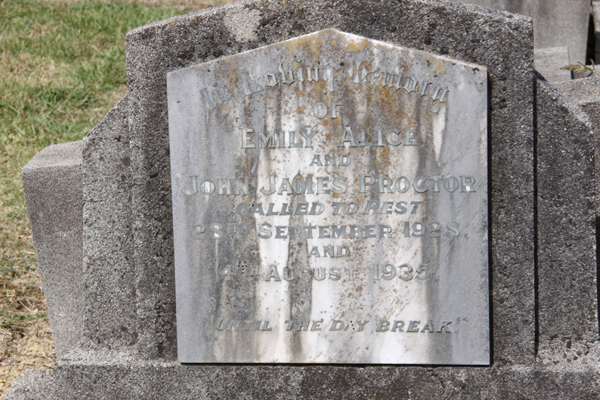 In Loving Memory
OF
EMILY ALICE
AND
JOHN JAMES PROCTOR
CALLED TO REST
28TH SEPTEMBER 1928.
AND
4TH AUGUST 1935.
"UNTIL THE DAY BREAK"